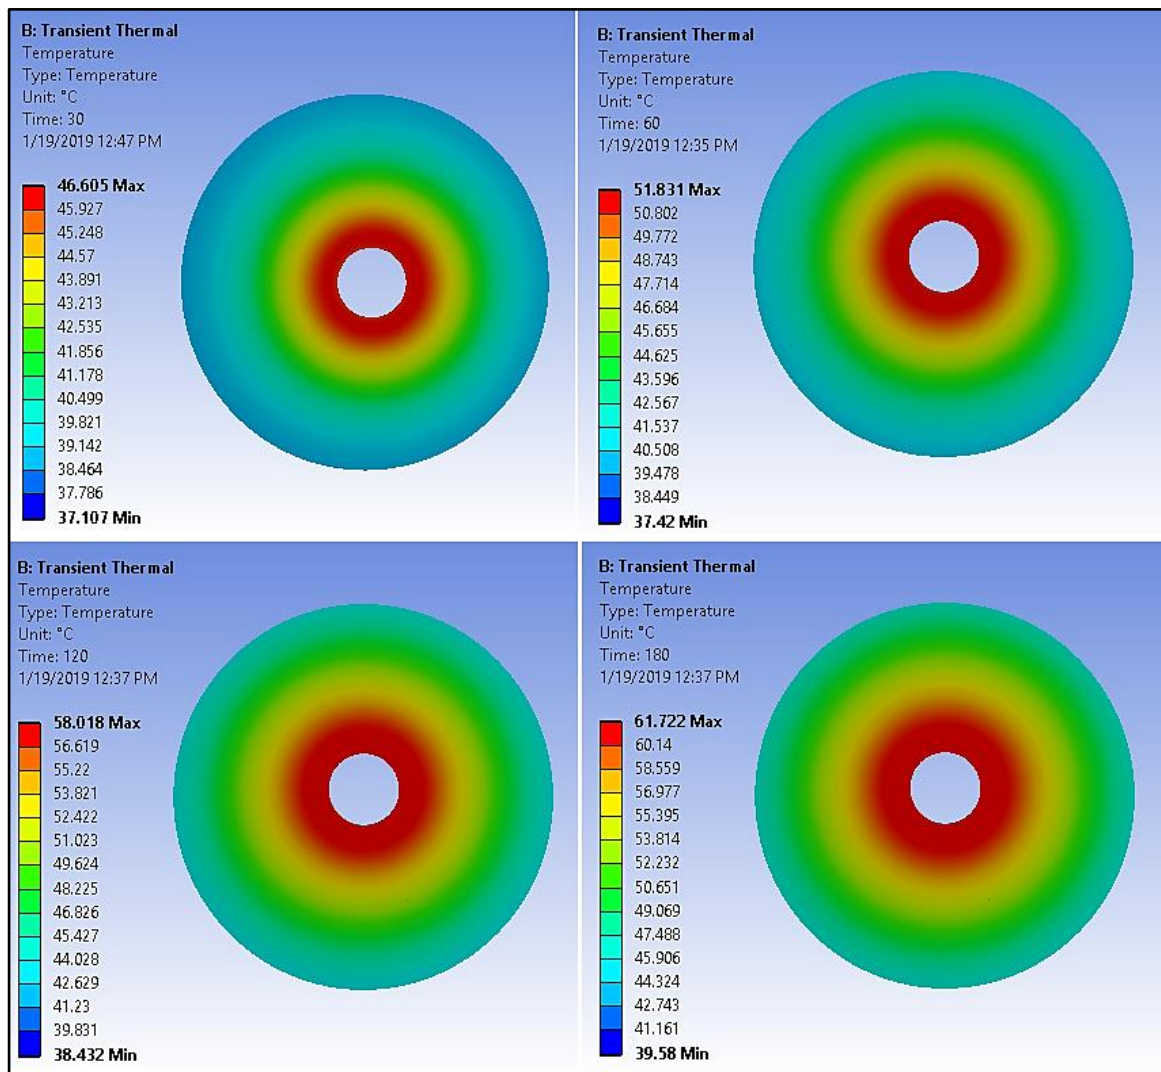 B: Transient Thermal
Temperature
Type: Temperature
Unit: °C
Time: 30
1/19/2019 12:47 PM
46.605 Max
45.927
45.248
44.57
43.891
43.213
42.535
41.856
41.178
40.499
39.821
39.142
38.464
37.786
37.107 Min
B: Transient Thermal
Temperature
Type: Temperature
Unit: °C
Time: 60
1/19/2019 12:35 PM
51.831 Max
50.802
49.772
48.743
47.714
46.684
45.655
44.625
43.596
42.567
41.537
40.508
39.478
38.449
37.42 Min
B: Transient Thermal
Temperature
Type: Temperature
Unit: °C
Time: 120
1/19/2019 12:37 PM
58.018 Max
56.619
55.22
53.821
52.422
51.023
49.624
48.225
46.826
45.427
44.028
42.629
41.23
39.831
38.432 Min
B: Transient Thermal
Temperature
Type: Temperature
Unit: °C
Time: 180
1/19/2019 12:37 PM
61.722 Max
60.14
58.559
56.977
55.395
53.814
52.232
50.651
49.069
47.488
45.906
44.324
42.743
41.161
39.58 Min